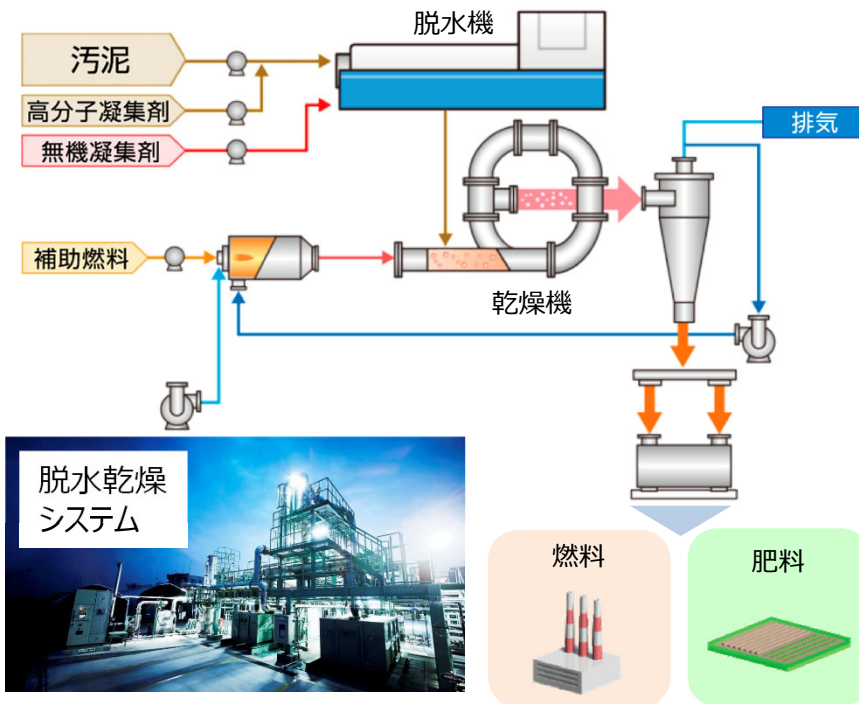 脱水機
汚泥
高分子凝集剤
無機凝集剤
排気
補助燃料
乾燥機
脱水乾燥
システム
燃料
肥料